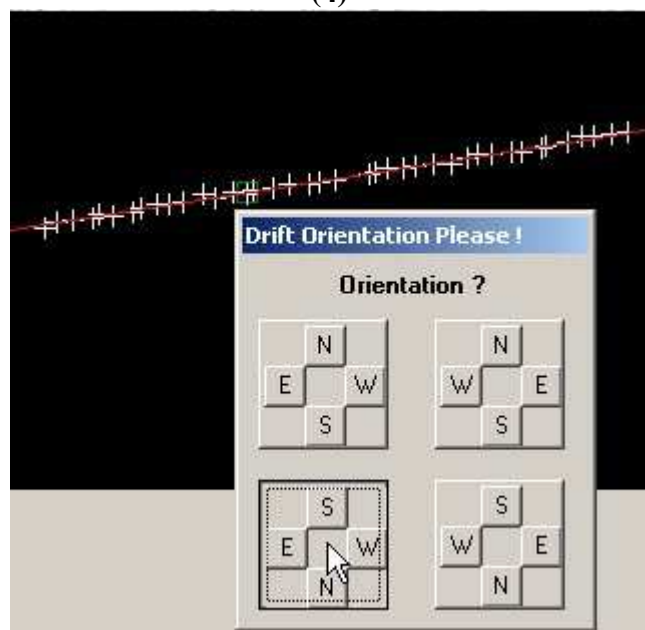 (4)
Drift Orientation Please !
Orientation ?
N N
E W W E
S S
S S
E W W E
N N